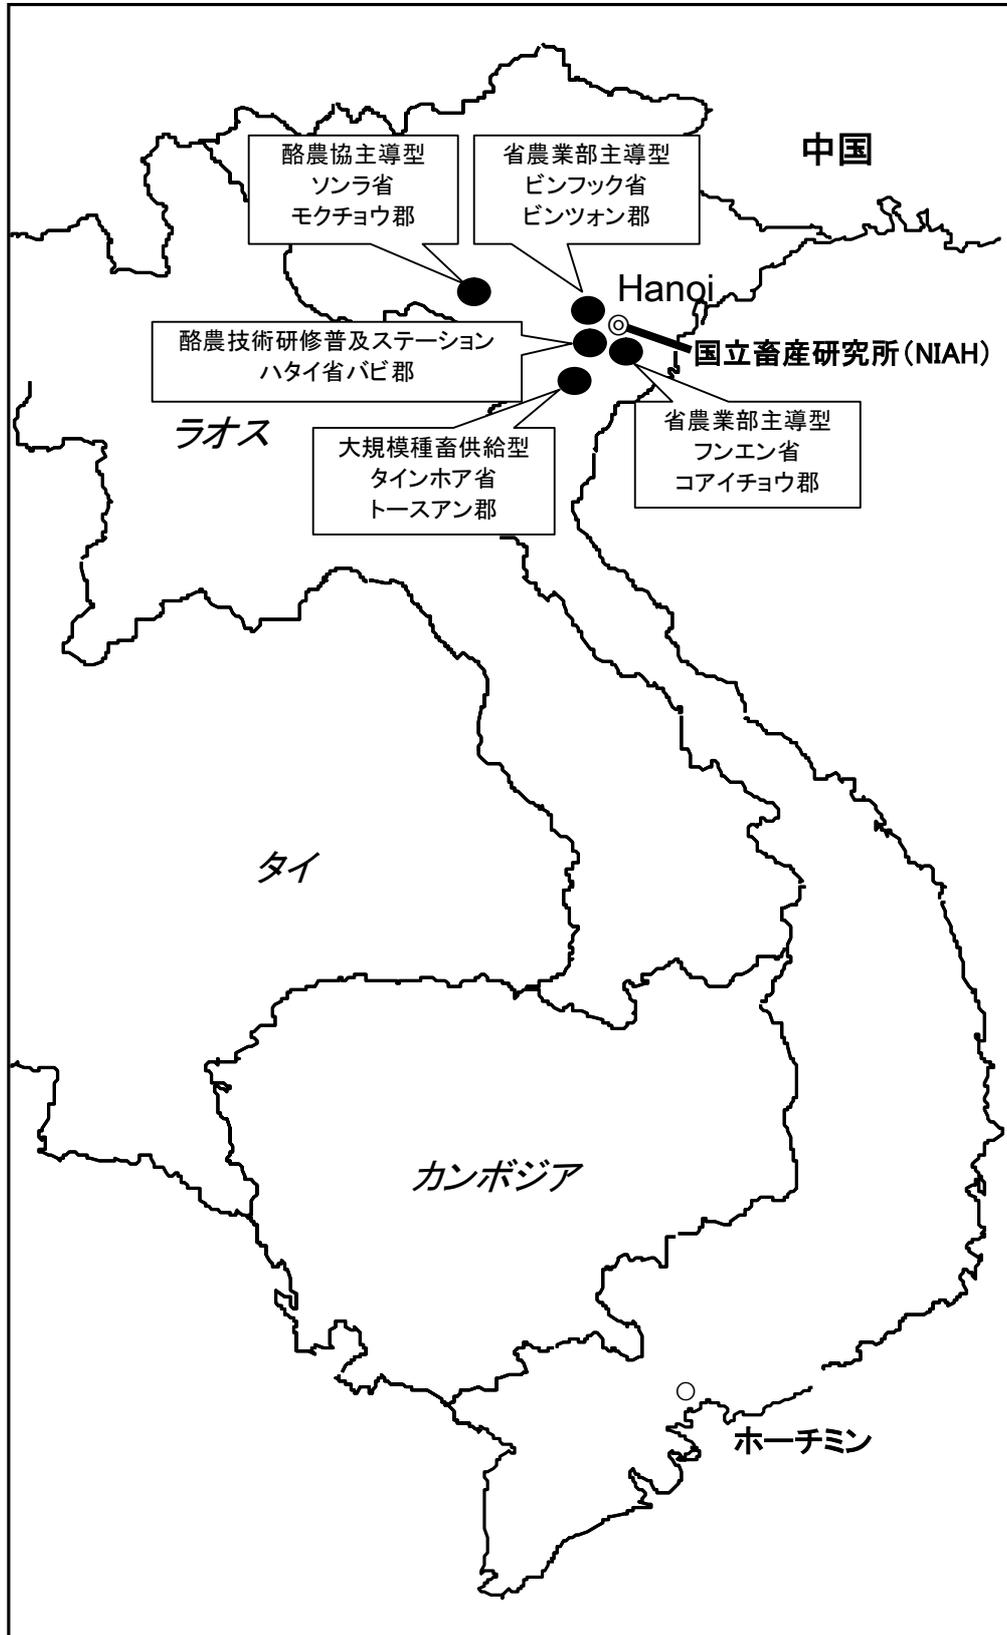 中国
酪農協主導型
ソンラ省
モクチョウ郡
省農業部主導型
ビンフック省
ビンツォン郡
Hanoi
酪農技術研修普及ステーション
ハタイ省バビ郡
国立畜産研究所（NIAH）
ラオス
大規模種畜供給型
タインホア省
トースアン郡
省農業部主導型
フンエン省
コアイチョウ郡
タイ
カンボジア
ホーチミン